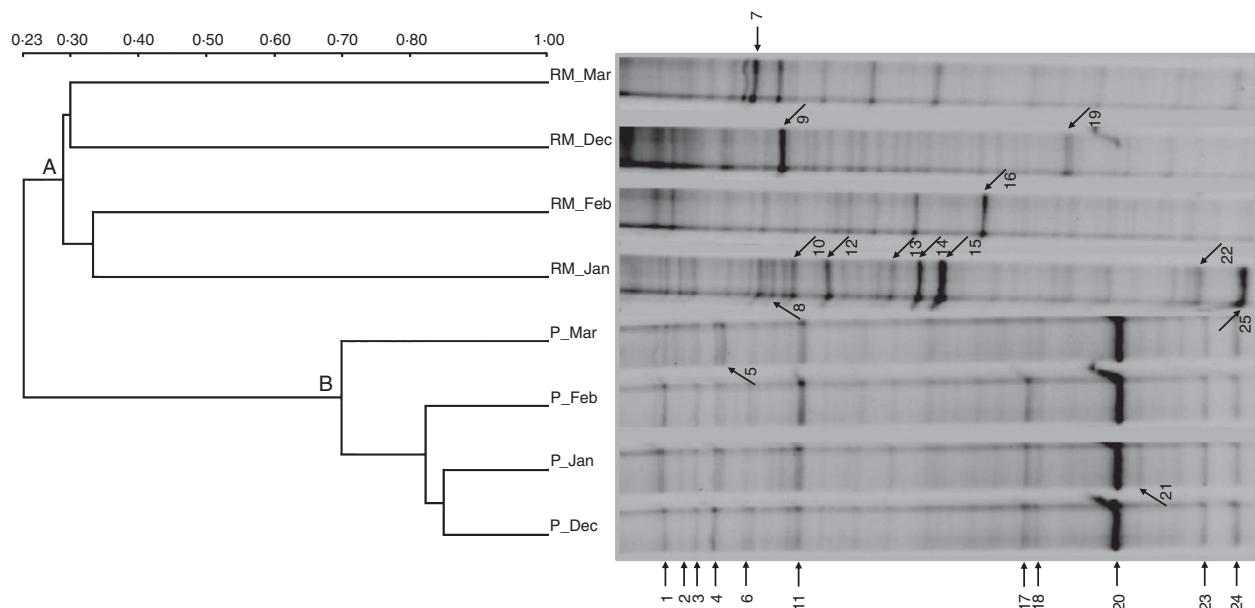 7
0·23 0·30 0·40 0·50 0·60 0·70 0·80 1·00
RM_Mar
9 19
RM_Dec
A
16
RM_Feb
10 12 13 14 15 22
RM_Jan
8 25
P_Mar
5
B
P_Feb
P_Jan
21
P_Dec
1 2 3 4 6 11 17 18 20 23 24